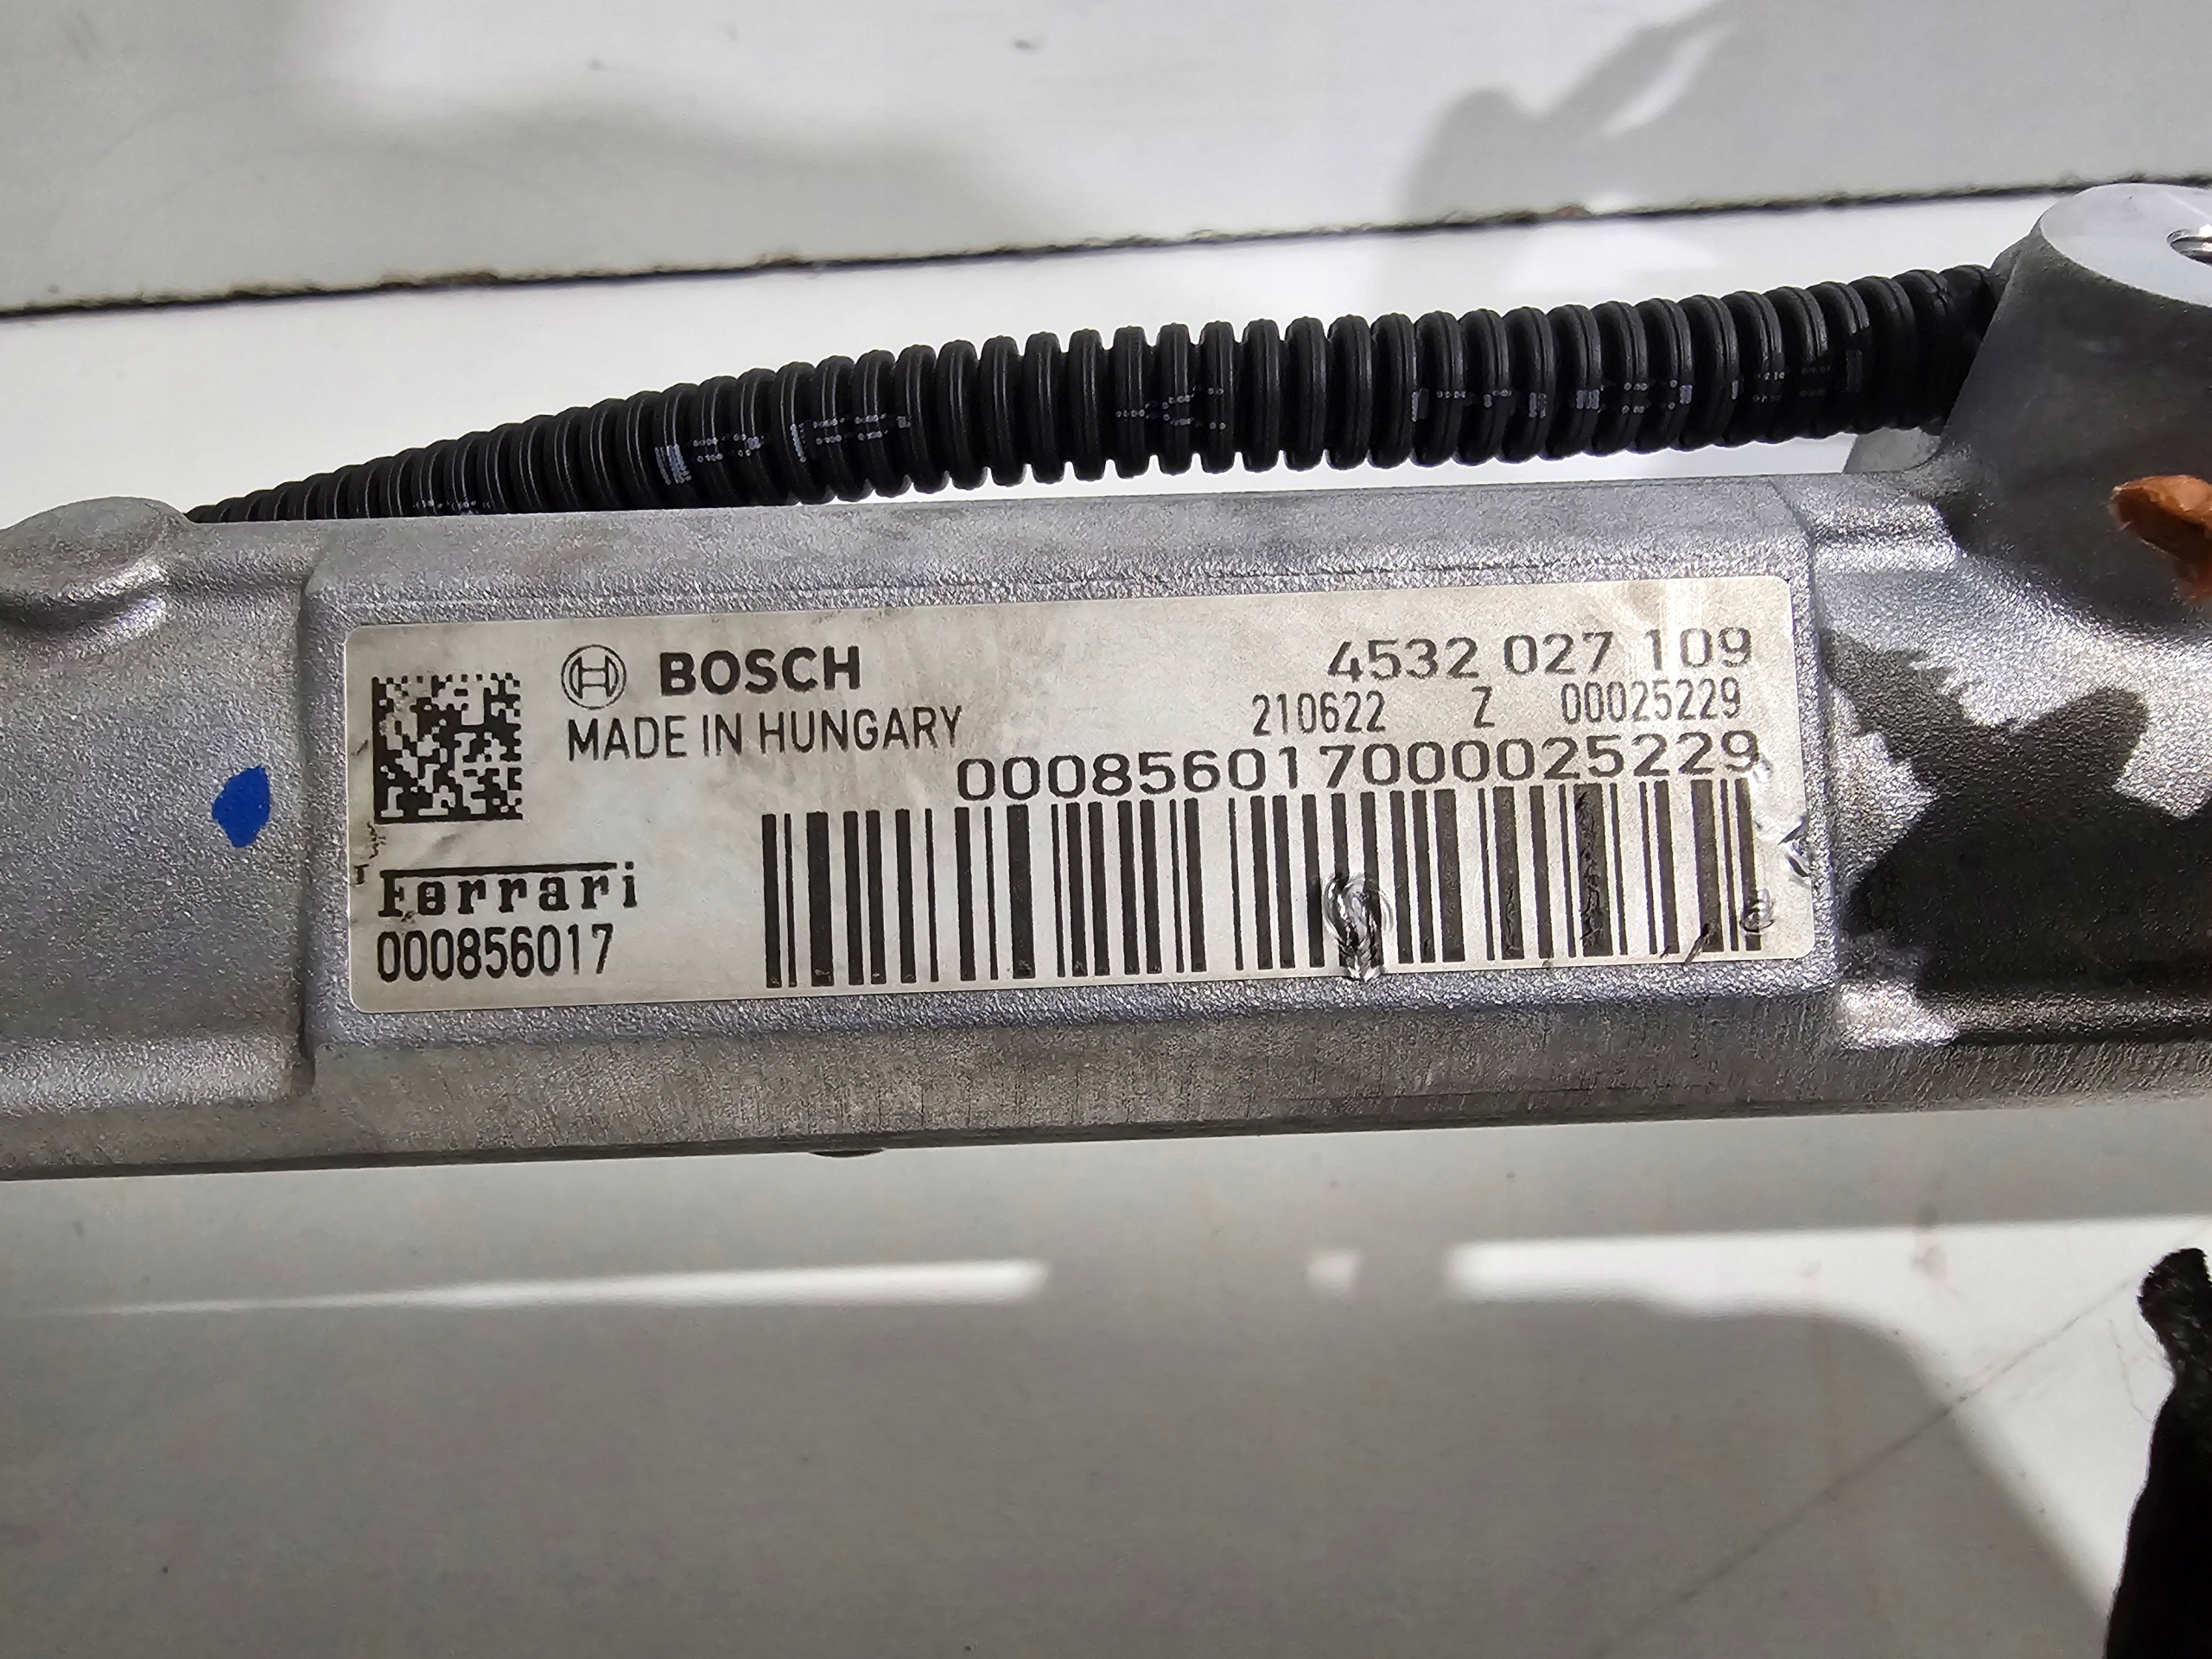 BOSCH
MADE IN HUNGARY
4532 027 109
210622 Z 00025229
000856017000025229
Ferrari
000856017